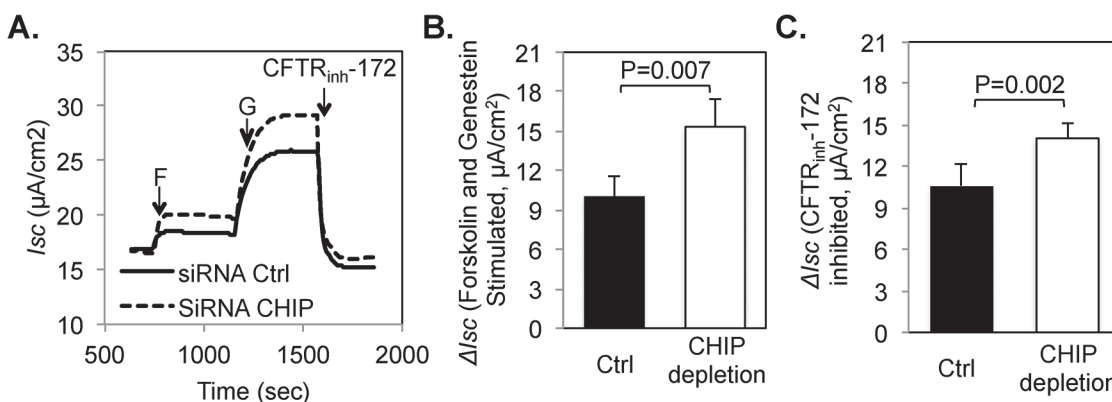 A.
Isc (µA/cm2)
35
30
25
20
15
10
500
1000
1500
2000
Time (sec)
F
G
CFTRinh-172
siRNA Ctrl
SiRNA CHIP
B.
ΔIsc (Forskolin and Genestein
Stimulated, µA/cm²)
21
18
15
12
9
6
3
0
P=0.007
Ctrl
CHIP
depletion
C.
ΔIsc (CFTRinh-172
inhibited, µA/cm²)
21
18
15
12
9
6
3
0
P=0.002
Ctrl
CHIP
depletion